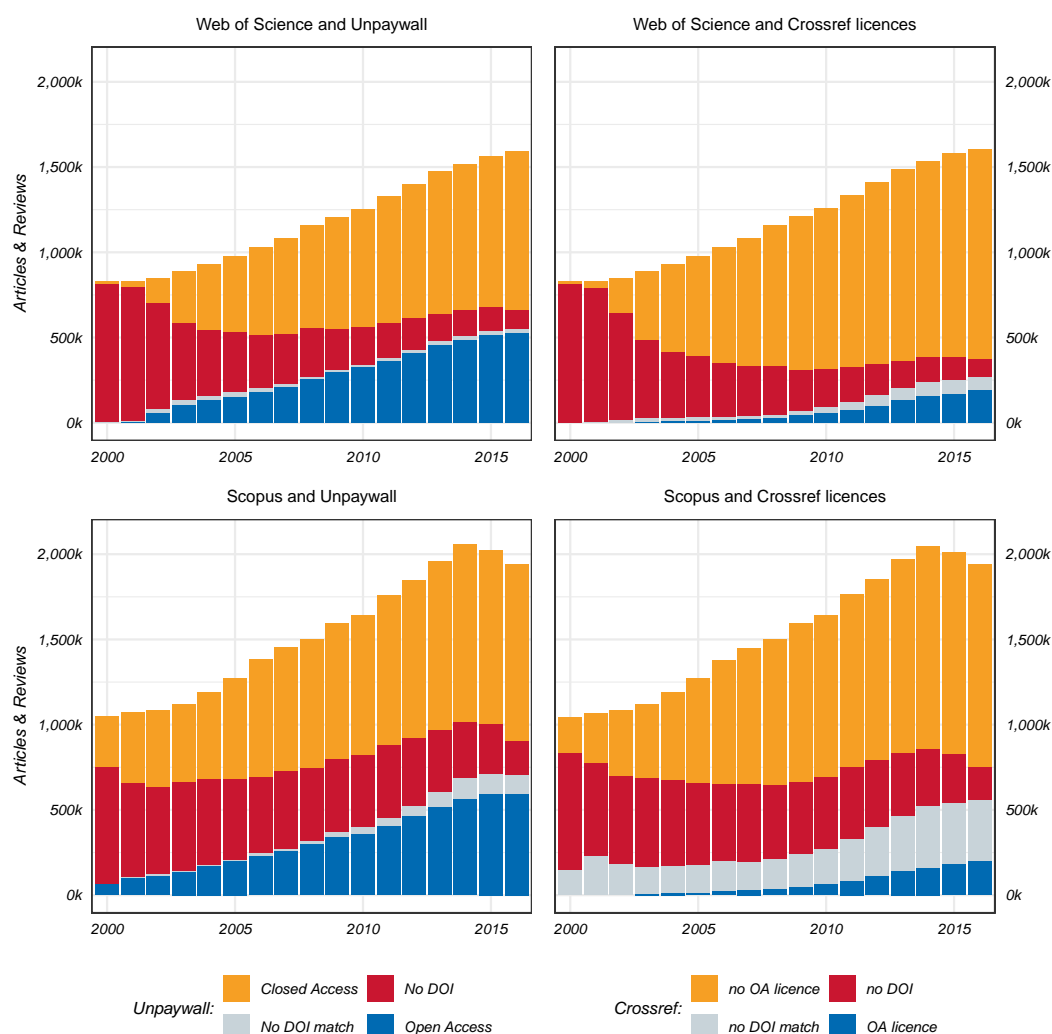 Web of Science and Unpaywall
Web of Science and Crossref licences
2,000k
1,500k
1,000k
500k
0k
Articles & Reviews
2,000k
1,500k
1,000k
500k
0k
2000 2005 2010 2015
2000 2005 2010 2015
Scopus and Unpaywall
Scopus and Crossref licences
2,000k
1,500k
1,000k
500k
0k
Articles & Reviews
2,000k
1,500k
1,000k
500k
0k
2000 2005 2010 2015
2000 2005 2010 2015
Unpaywall:
Closed Access No DOI
No DOI match Open Access
Crossref:
no OA licence no DOI
no DOI match OA licence